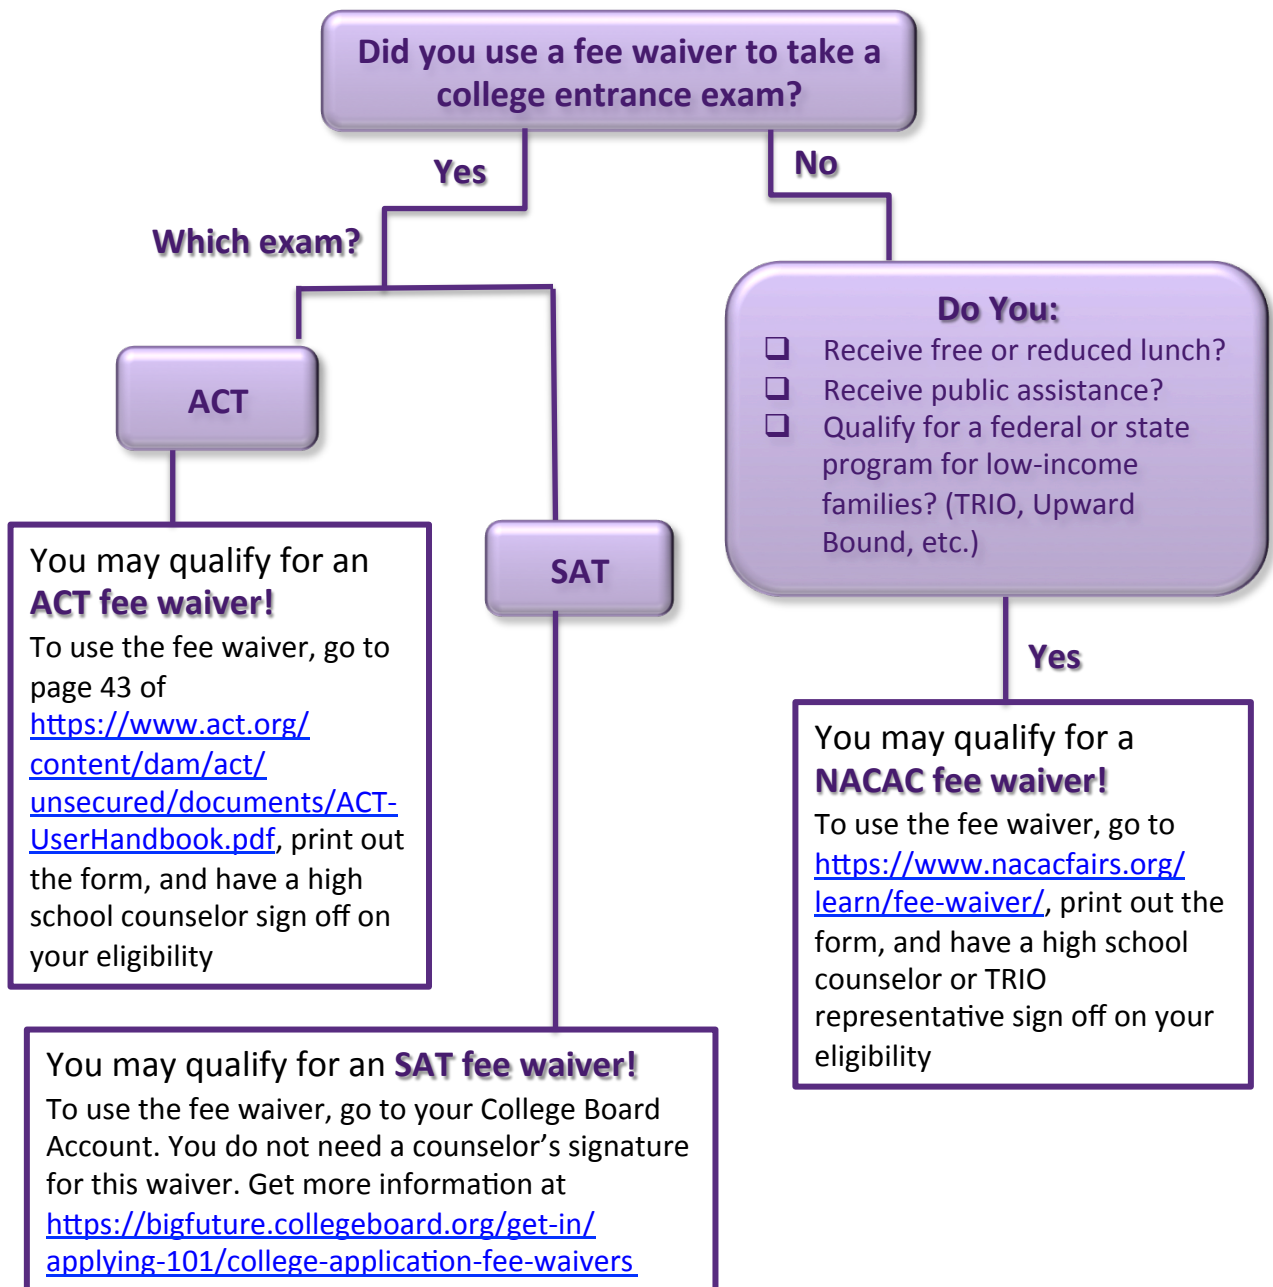 Did you use a fee waiver to take a
college entrance exam?
Yes
No
Which exam?
ACT
SAT
Do You:
❑ Receive free or reduced lunch?
❑ Receive public assistance?
❑ Qualify for a federal or state
program for low-income
families? (TRIO, Upward
Bound, etc.)
Yes
You may qualify for an
ACT fee waiver!
To use the fee waiver, go to
page 43 of
https://www.act.org/
content/dam/act/
unsecured/documents/ACT-
UserHandbook.pdf, print out
the form, and have a high
school counselor sign off on
your eligibility
You may qualify for a
NACAC fee waiver!
To use the fee waiver, go to
https://www.nacacfairs.org/
learn/fee-waiver/, print out the
form, and have a high school
counselor or TRIO
representative sign off on your
eligibility
You may qualify for an SAT fee waiver!
To use the fee waiver, go to your College Board
Account. You do not need a counselor’s signature
for this waiver. Get more information at
https://bigfuture.collegeboard.org/get-in/
applying-101/college-application-fee-waivers